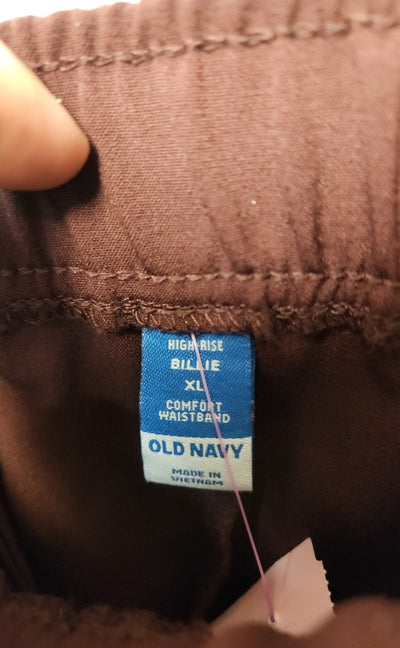 HIGH-RISE
BILLIE
XL
COMFORT
WAISTBAND
OLD NAVY
MADE IN
VIETNAM